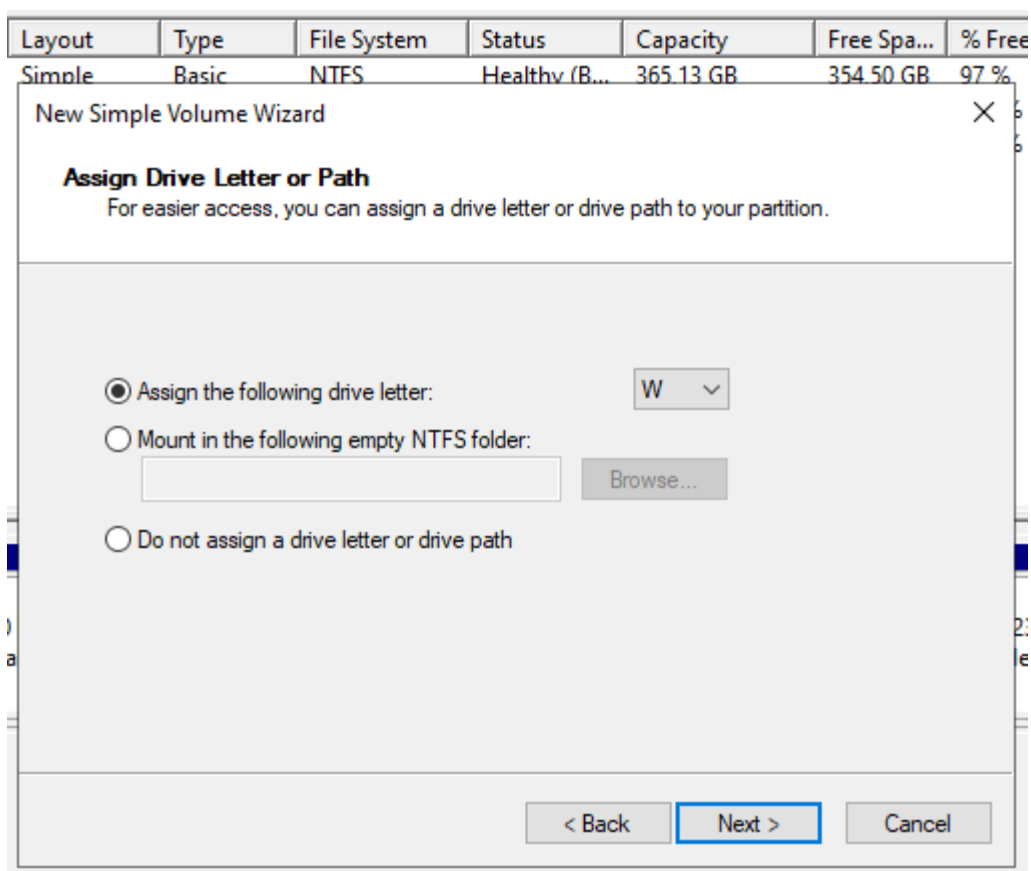 Layout Type File System Status Capacity Free Spa... % Free
Simple Basic NTFS Healthy (B... 365.13 GB 354.50 GB 97 %
New Simple Volume Wizard
Assign Drive Letter or Path
For easier access, you can assign a drive letter or drive path to your partition.
Assign the following drive letter: W
Mount in the following empty NTFS folder:
Browse...
Do not assign a drive letter or drive path
< Back Next > Cancel